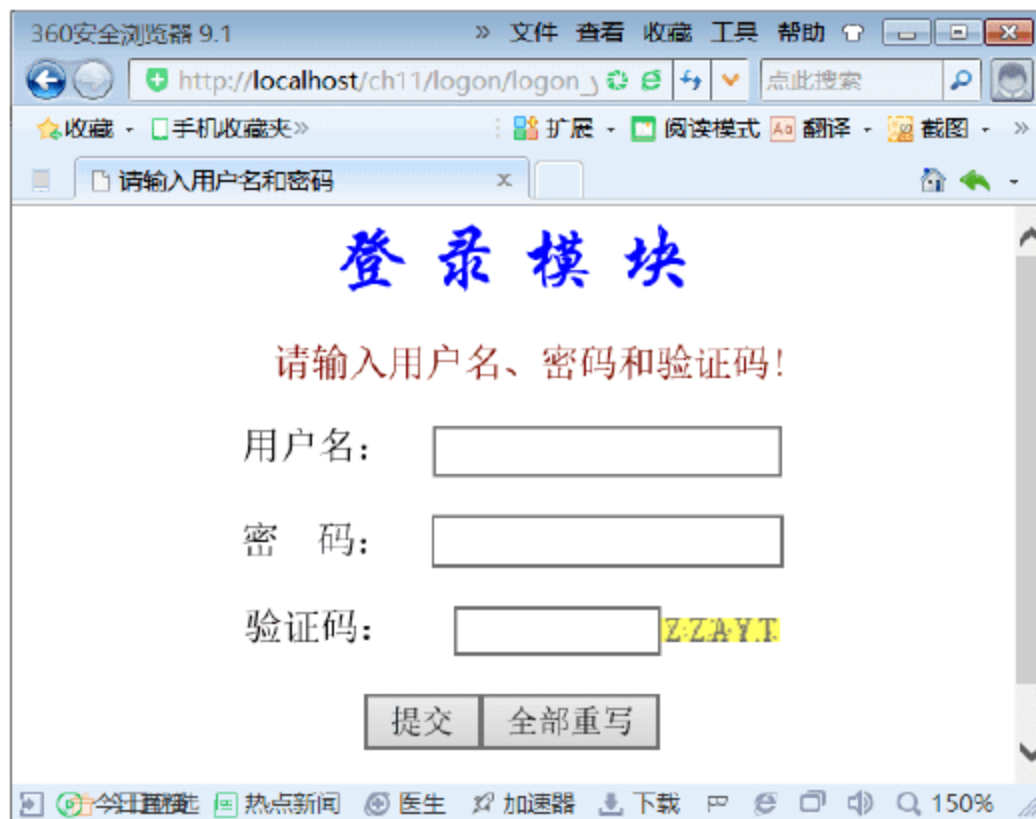 360安全浏览器 9.1 » 文件 查看 收藏 工具 帮助
http://localhost/ch11/logon/logon_y 点此搜索
收藏 手机收藏夹» 扩展 阅读模式 Aa 翻译 截图 »
请输入用户名和密码 x
登录模块
请输入用户名、密码和验证码!
用户名：
密 码：
验证码： ZZAYT
提交 全部重写
热点新闻 医生 加速器 下载 150%